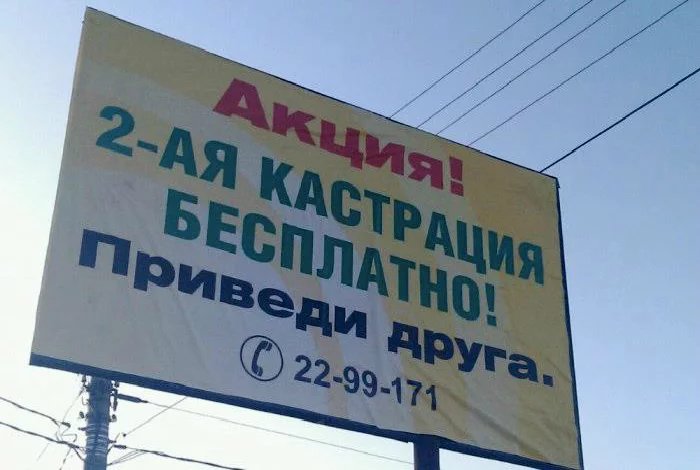 Акция!
2-АЯ КАСТРАЦИЯ
БЕСПЛАТНО!
Приведи друга.
22-99-171